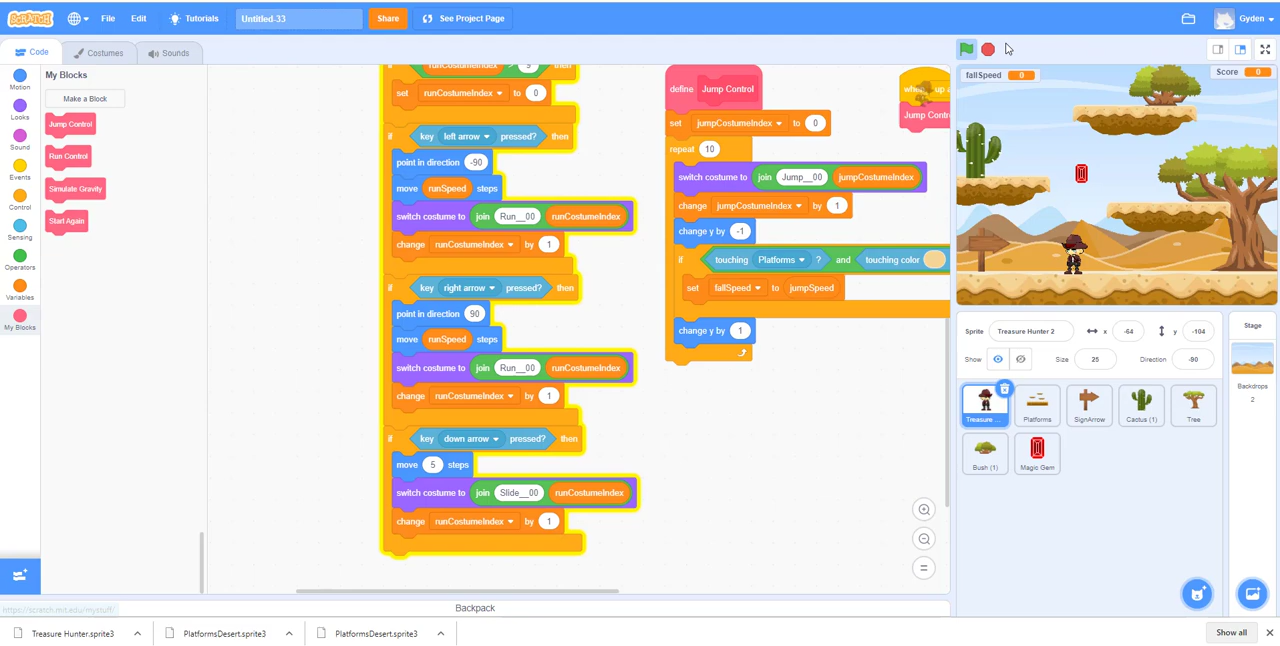 SCRATCH File Edit Tutorials Untitled-33 Share See Project Page Gyden
Code Costumes Sounds
My Blocks
Make a Block
Jump Control
Run Control
Simulate Gravity
Start Again
Motion
Looks
Sound
Events
Control
Sensing
Operators
Variables
My Blocks
set runCostumeIndex to 0
if key left arrow pressed? then
point in direction -90
move runSpeed steps
switch costume to join Run__00 runCostumeIndex
change runCostumeIndex by 1
if key right arrow pressed? then
point in direction 90
move runSpeed steps
switch costume to join Run__00 runCostumeIndex
change runCostumeIndex by 1
if key down arrow pressed? then
move 5 steps
switch costume to join Slide__00 runCostumeIndex
change runCostumeIndex by 1
define Jump Control
set jumpCostumeIndex to 0
repeat 10
switch costume to join Jump__00 jumpCostumeIndex
change jumpCostumeIndex by 1
change y by -1
if touching Platforms ? and touching color
set fallSpeed to jumpSpeed
change y by 1
when up a
Jump Contr
fallSpeed 0
Score 0
Sprite Treasure Hunter 2 x -64 y -104
Show Size 25 Direction -90
Treasure ...
Platforms
SignArrow
Cactus (1)
Tree
Bush (1)
Magic Gem
Stage
Backdrops
2
Backpack
https://scratch.mit.edu/mystuff/
Treasure Hunter.sprite3 PlatformsDesert.sprite3 PlatformsDesert.sprite3 Show all